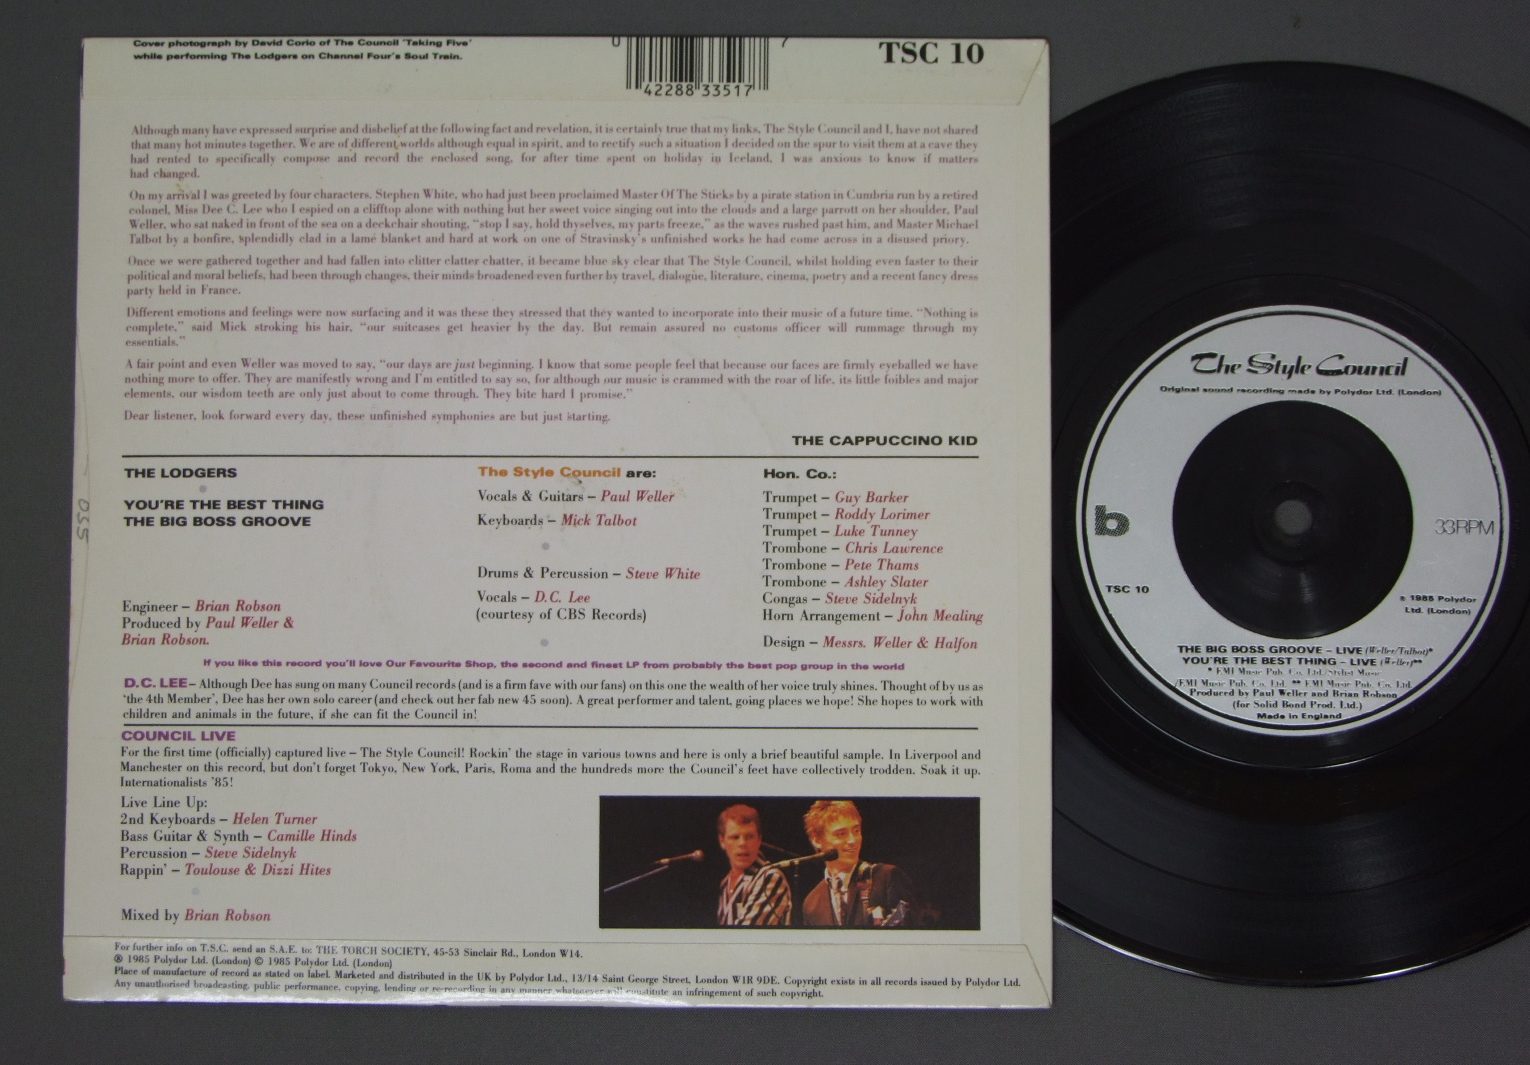 Cover photograph by David Corio of The Council 'Taking Five'
while performing The Lodgers on Channel Four's Soul Train.
0 42288 33517 7
TSC 10
Although many have expressed surprise and disbelief at the following fact and revelation, it is certainly true that my links, The Style Council and I, have not shared
that many hot minutes together. We are of different worlds although equal in spirit, and to rectify such a situation I decided on the spur to visit them at a cave they
had rented to specifically compose and record the enclosed song, for after time spent on holiday in Iceland, I was anxious to know if matters
had changed.
On my arrival I was greeted by four characters, Stephen White, who had just been proclaimed Master Of The Sticks by a pirate station in Cumbria run by a retired
colonel, Miss Dee C. Lee who I espied on a clifftop alone with nothing but her sweet voice singing out into the clouds and a large parrott on her shoulder, Paul
Weller, who sat naked in front of the sea on a deckchair shouting, "stop I say, hold thyselves, my parts freeze," as the waves rushed past him, and Master Michael
Talbot by a bonfire, splendidly clad in a lamé blanket and hard at work on one of Stravinsky's unfinished works he had come across in a disused priory.
Once we were gathered together and had fallen into clitter clatter chatter, it became blue sky clear that The Style Council, whilst holding even faster to their
political and moral beliefs, had been through changes, their minds broadened even further by travel, dialogue, literature, cinema, poetry and a recent fancy dress
party held in France.
Different emotions and feelings were now surfacing and it was these they stressed that they wanted to incorporate into their music of a future time. "Nothing is
complete," said Mick stroking his hair, "our suitcases get heavier by the day. But remain assured no customs officer will rummage through my
essentials."
A fair point and even Weller was moved to say, "our days are just beginning. I know that some people feel that because our faces are firmly eyeballed we have
nothing more to offer. They are manifestly wrong and I'm entitled to say so, for although our music is crammed with the roar of life, its little foibles and major
elements, our wisdom teeth are only just about to come through. They bite hard I promise."
Dear listener, look forward every day, these unfinished symphonies are but just starting.
THE CAPPUCCINO KID
THE LODGERS
YOU'RE THE BEST THING
THE BIG BOSS GROOVE
Engineer – Brian Robson
Produced by Paul Weller &
Brian Robson.
The Style Council are:
Vocals & Guitars – Paul Weller
Keyboards – Mick Talbot
Drums & Percussion – Steve White
Vocals – D.C. Lee
(courtesy of CBS Records)
Hon. Co.:
Trumpet – Guy Barker
Trumpet – Roddy Lorimer
Trumpet – Luke Tunney
Trombone – Chris Lawrence
Trombone – Pete Thams
Trombone – Ashley Slater
Congas – Steve Sidelnyk
Horn Arrangement – John Mealing
Design – Messrs. Weller & Halfon
If you like this record you'll love Our Favourite Shop, the second and finest LP from probably the best pop group in the world
D.C. LEE – Although Dee has sung on many Council records (and is a firm fave with our fans) on this one the wealth of her voice truly shines. Thought of by us as
'the 4th Member', Dee has her own solo career (and check out her fab new 45 soon). A great performer and talent, going places we hope! She hopes to work with
children and animals in the future, if she can fit the Council in!
COUNCIL LIVE
For the first time (officially) captured live – The Style Council! Rockin' the stage in various towns and here is only a brief beautiful sample. In Liverpool and
Manchester on this record, but don't forget Tokyo, New York, Paris, Roma and the hundreds more the Council's feet have collectively trodden. Soak it up,
Internationalists '85!
Live Line Up:
2nd Keyboards – Helen Turner
Bass Guitar & Synth – Camille Hinds
Percussion – Steve Sidelnyk
Rappin' – Toulouse & Dizzi Hites
Mixed by Brian Robson
For further info on T.S.C. send an S.A.E. to: THE TORCH SOCIETY, 45-53 Sinclair Rd., London W14.
℗ 1985 Polydor Ltd. (London) © 1985 Polydor Ltd. (London)
Place of manufacture of record as stated on label. Marketed and distributed in the UK by Polydor Ltd., 13/14 Saint George Street, London W1R 9DE. Copyright exists in all records issued by Polydor Ltd.
Any unauthorised broadcasting, public performance, copying, lending or re-recording in any manner whatsoever will constitute an infringement of such copyright.
035
The Style Council
Original sound recording made by Polydor Ltd. (London)
b
33RPM
TSC 10
℗ 1985 Polydor
Ltd. (London)
THE BIG BOSS GROOVE – LIVE (Weller/Talbot)*
YOU'RE THE BEST THING – LIVE (Weller)**
* EMI Music Pub. Co. Ltd./Stylist Music
/EMI Music Pub. Co. Ltd. ** EMI Music Pub. Co. Ltd.
Produced by Paul Weller and Brian Robson
(for Solid Bond Prod. Ltd.)
Made in England